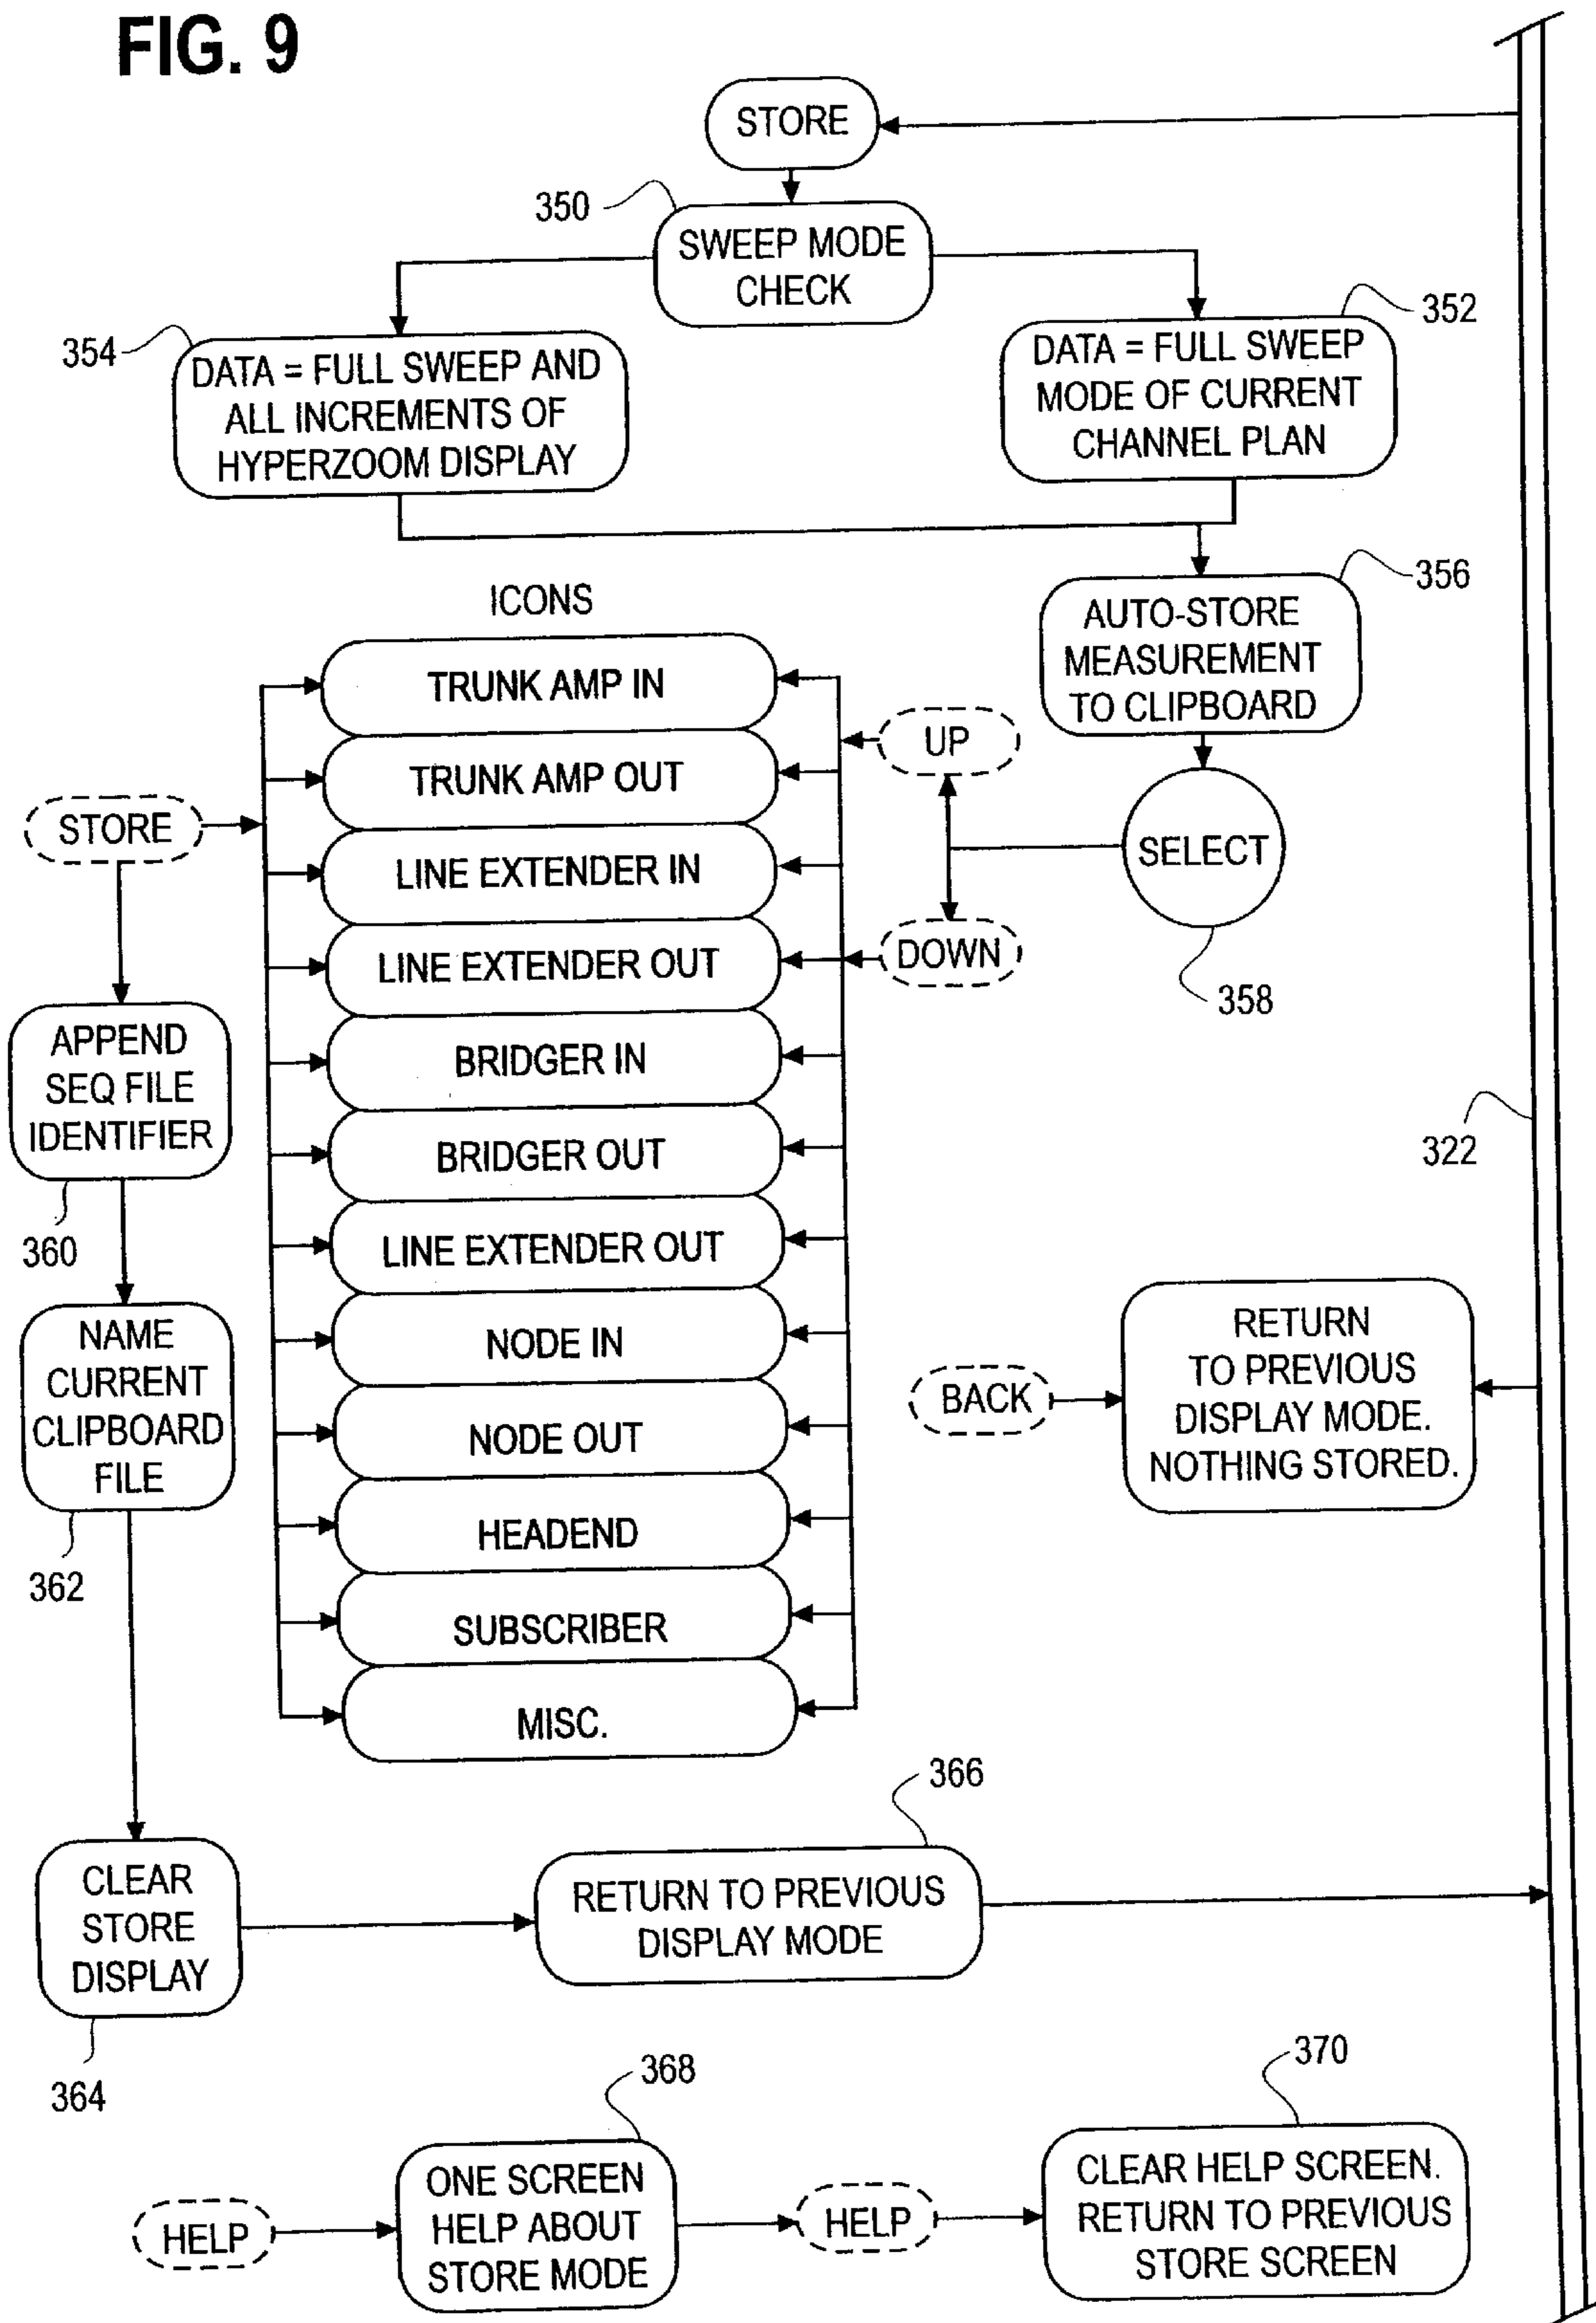 FIG. 9
STORE
350
SWEEP MODE
CHECK
352
354
DATA = FULL SWEEP AND
ALL INCREMENTS OF
HYPERZOOM DISPLAY
DATA = FULL SWEEP
MODE OF CURRENT
CHANNEL PLAN
356
AUTO-STORE
MEASUREMENT
TO CLIPBOARD
ICONS
TRUNK AMP IN
TRUNK AMP OUT
LINE EXTENDER IN
LINE EXTENDER OUT
BRIDGER IN
BRIDGER OUT
LINE EXTENDER OUT
NODE IN
NODE OUT
HEADEND
SUBSCRIBER
MISC.
UP
DOWN
SELECT
358
STORE
APPEND
SEQ FILE
IDENTIFIER
360
NAME
CURRENT
CLIPBOARD
FILE
362
322
BACK
RETURN
TO PREVIOUS
DISPLAY MODE.
NOTHING STORED.
366
CLEAR
STORE
DISPLAY
364
RETURN TO PREVIOUS
DISPLAY MODE
368
370
HELP
ONE SCREEN
HELP ABOUT
STORE MODE
HELP
CLEAR HELP SCREEN.
RETURN TO PREVIOUS
STORE SCREEN